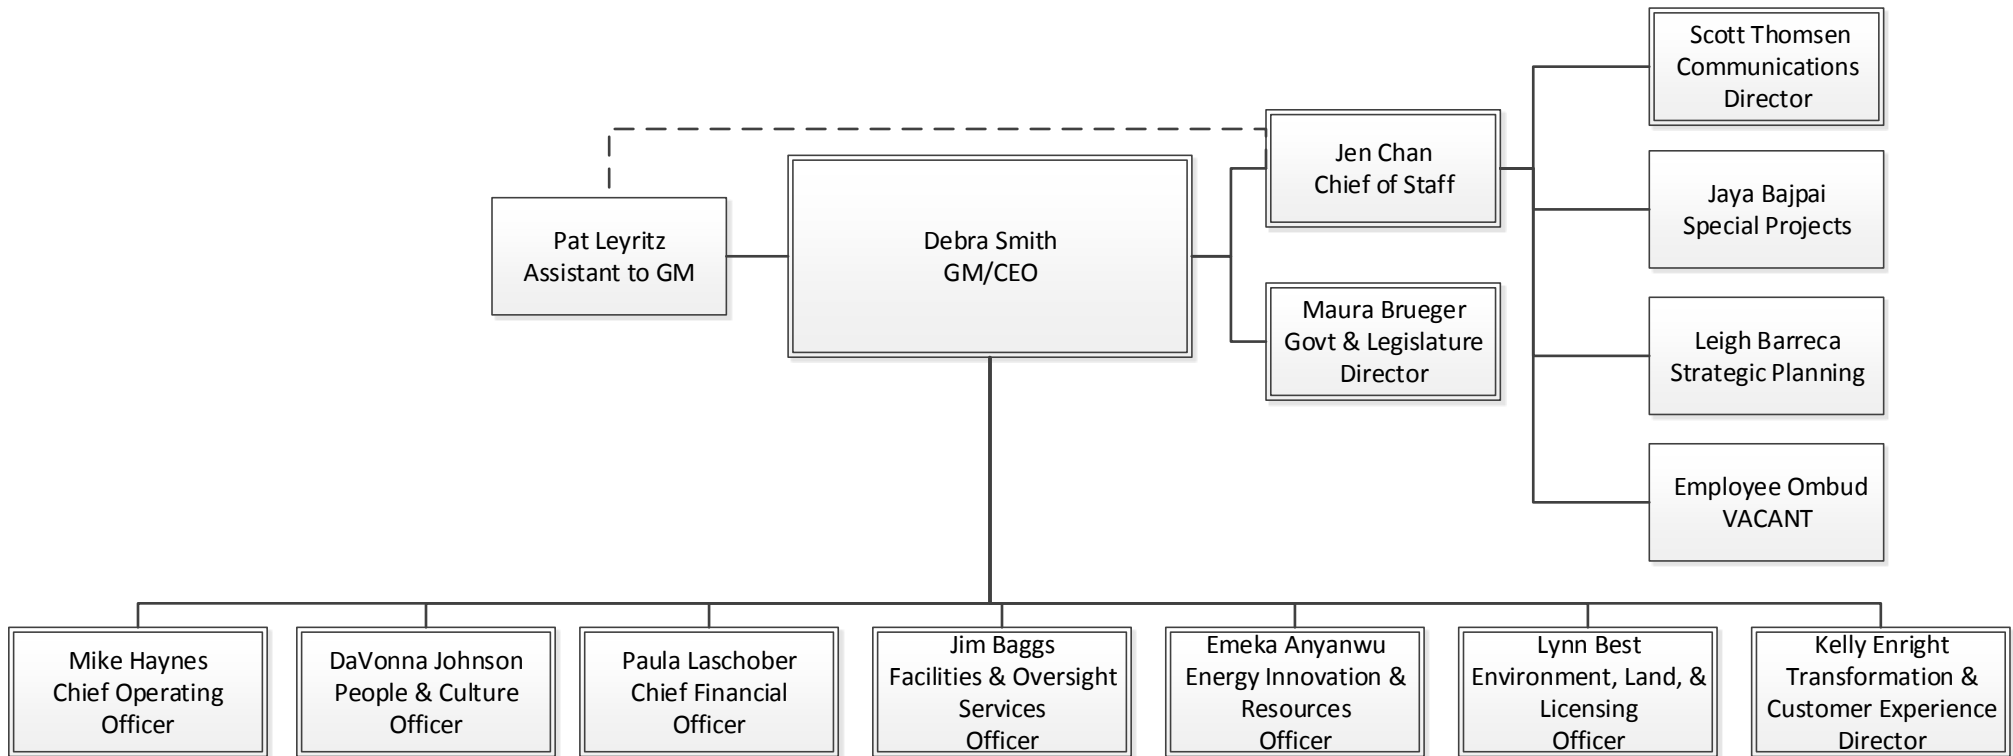 Scott Thomsen
Communications
Director
Jen Chan
Chief of Staff
Jaya Bajpai
Special Projects
Pat Leyritz
Assistant to GM
Debra Smith
GM/CEO
Maura Brueger
Govt & Legislature
Director
Leigh Barreca
Strategic Planning
Employee Ombud
VACANT
Mike Haynes
Chief Operating
Officer
DaVonna Johnson
People & Culture
Officer
Paula Laschober
Chief Financial
Officer
Jim Baggs
Facilities & Oversight
Services
Officer
Emeka Anyanwu
Energy Innovation &
Resources
Officer
Lynn Best
Environment, Land, &
Licensing
Officer
Kelly Enright
Transformation &
Customer Experience
Director